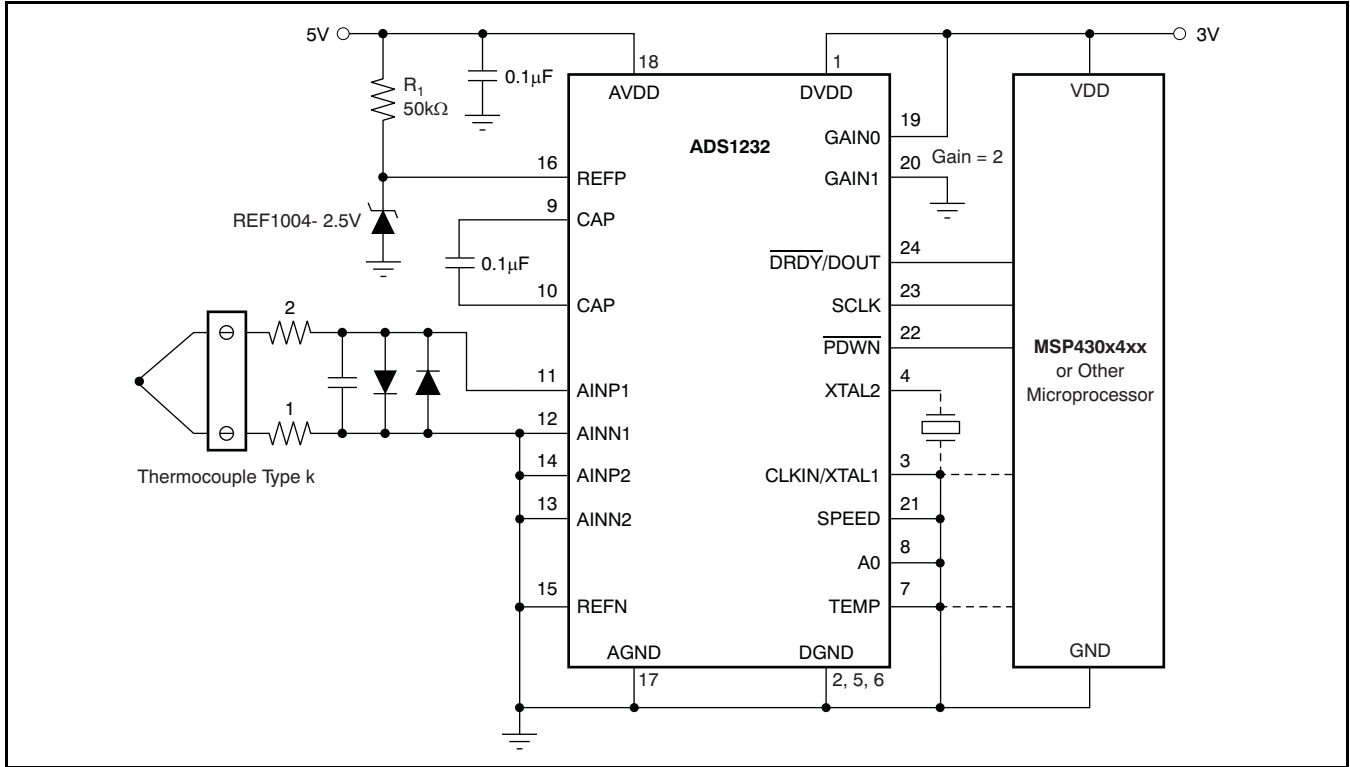 5V
3V
18
1
R1
50kΩ
0.1µF
AVDD
DVDD
VDD
ADS1232
19
GAIN0
Gain = 2
20
GAIN1
16
REFP
9
CAP
REF1004- 2.5V
0.1µF
10
CAP
24
DRDY/DOUT
23
SCLK
22
PDWN
MSP430x4xx
or Other
Microprocessor
2
11
AINP1
4
XTAL2
1
12
AINN1
14
AINP2
3
CLKIN/XTAL1
Thermocouple Type k
13
AINN2
21
SPEED
8
A0
15
REFN
7
TEMP
AGND
DGND
GND
17
2, 5, 6